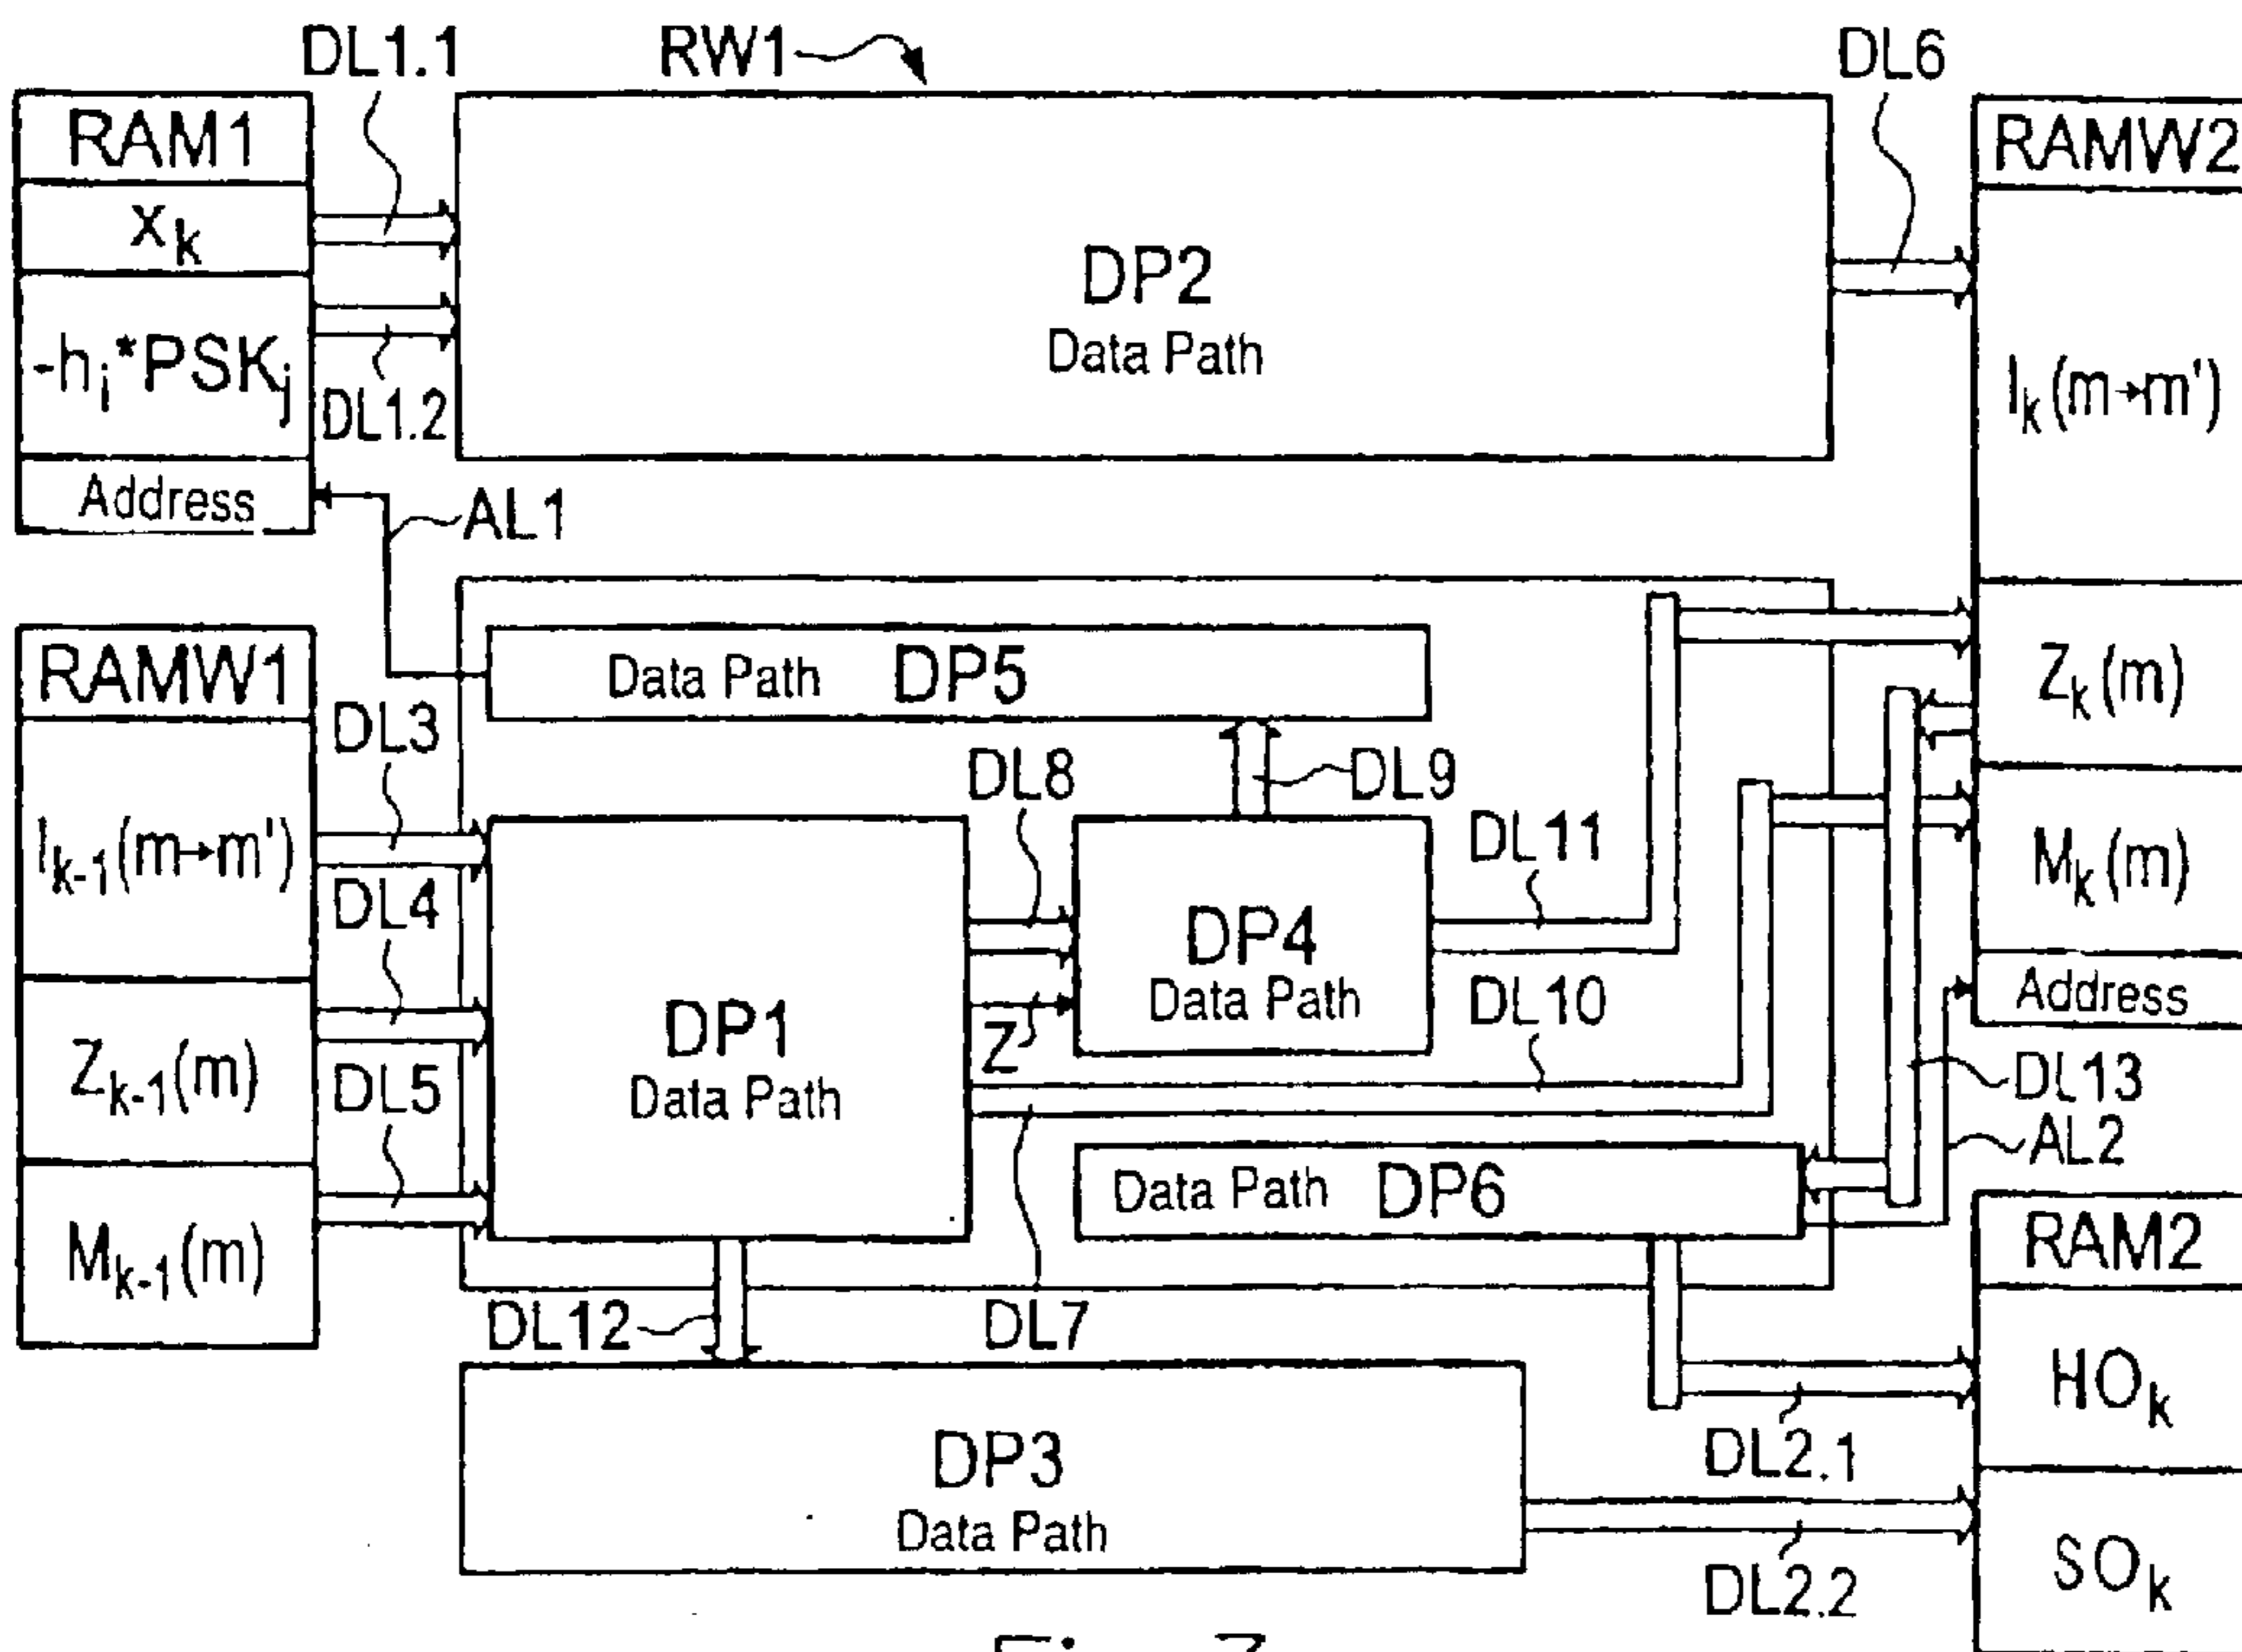 DL1.1
RW1
DL6
RAM1
x_k
-h_i*PSK_j
Address
DL1.2
AL1
DP2
Data Path
RAMW2
I_k(m→m')
Z_k(m)
M_k(m)
Address
RAMW1
I_{k-1}(m→m')
Z_{k-1}(m)
M_{k-1}(m)
DL3
DL4
DL5
Data Path DP5
DL8
DL9
DL11
DP1
Data Path
Z
DP4
Data Path
DL10
DL13
AL2
Data Path DP6
DL12
DL7
RAM2
HO_k
SO_k
DL2.1
DP3
Data Path
DL2.2